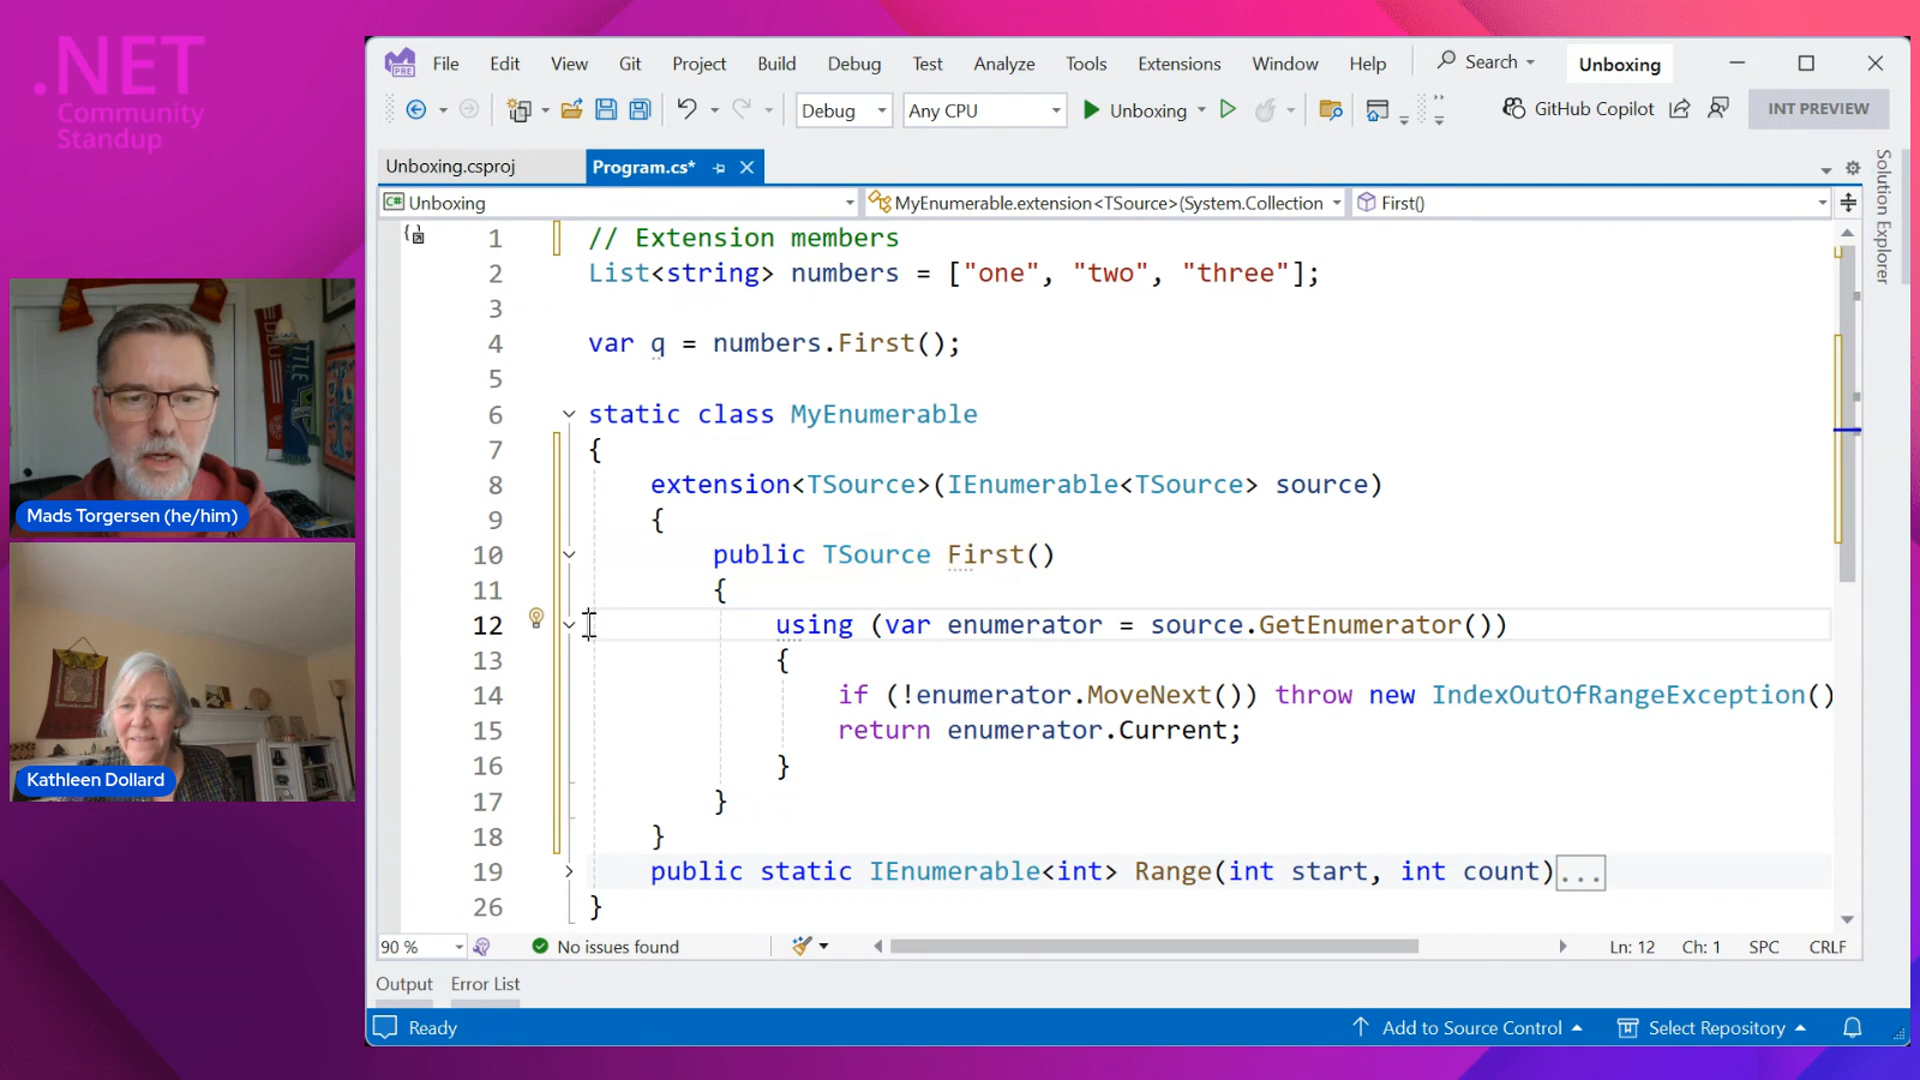 .NET
Community
Standup
File Edit View Git Project Build Debug Test Analyze Tools Extensions Window Help Search Unboxing
Debug Any CPU Unboxing GitHub Copilot INT PREVIEW
Unboxing.csproj Program.cs*
Solution Explorer
C# Unboxing MyEnumerable.extension<TSource>(System.Collection First()
1 // Extension members
2 List<string> numbers = ["one", "two", "three"];
3
4 var q = numbers.First();
5
6 static class MyEnumerable
7 {
8 extension<TSource>(IEnumerable<TSource> source)
9 {
10 public TSource First()
11 {
12 using (var enumerator = source.GetEnumerator())
13 {
14 if (!enumerator.MoveNext()) throw new IndexOutOfRangeException()
15 return enumerator.Current;
16 }
17 }
18 }
19 public static IEnumerable<int> Range(int start, int count)...
26 }
90 % No issues found Ln: 12 Ch: 1 SPC CRLF
Output Error List
Ready Add to Source Control Select Repository
Mads Torgersen (he/him)
Kathleen Dollard
PRE